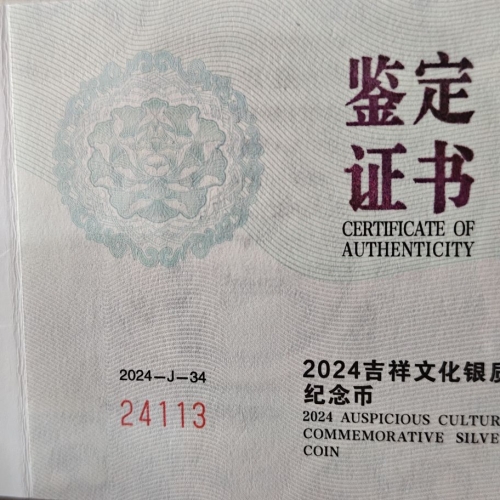 鉴定
证书
CERTIFICATE OF
AUTHENTICITY
2024-J-34
24113
2024吉祥文化银质
纪念币
2024 AUSPICIOUS CULTUR
COMMEMORATIVE SILVE
COIN